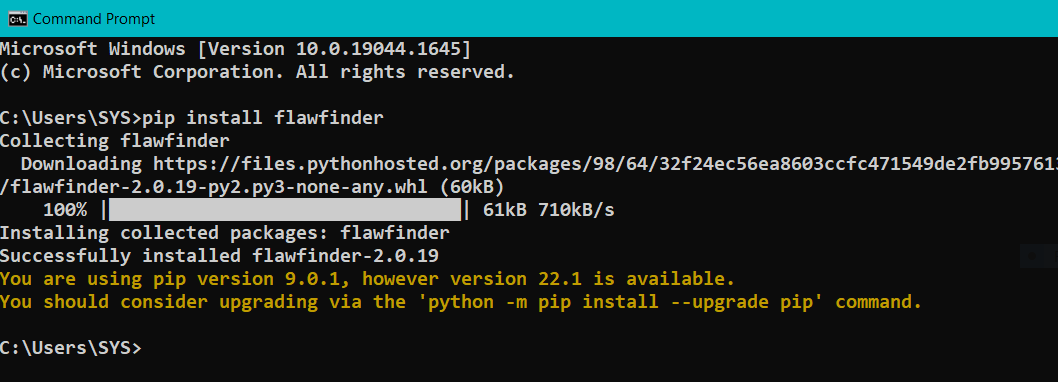 Command Prompt
Microsoft Windows [Version 10.0.19044.1645]
(c) Microsoft Corporation. All rights reserved.
C:\Users\SYS>pip install flawfinder
Collecting flawfinder
  Downloading https://files.pythonhosted.org/packages/98/64/32f24ec56ea8603ccfc471549de2fb995761
/flawfinder-2.0.19-py2.py3-none-any.whl (60kB)
    100% |████████████████████████████████| 61kB 710kB/s
Installing collected packages: flawfinder
Successfully installed flawfinder-2.0.19
You are using pip version 9.0.1, however version 22.1 is available.
You should consider upgrading via the 'python -m pip install --upgrade pip' command.
C:\Users\SYS>